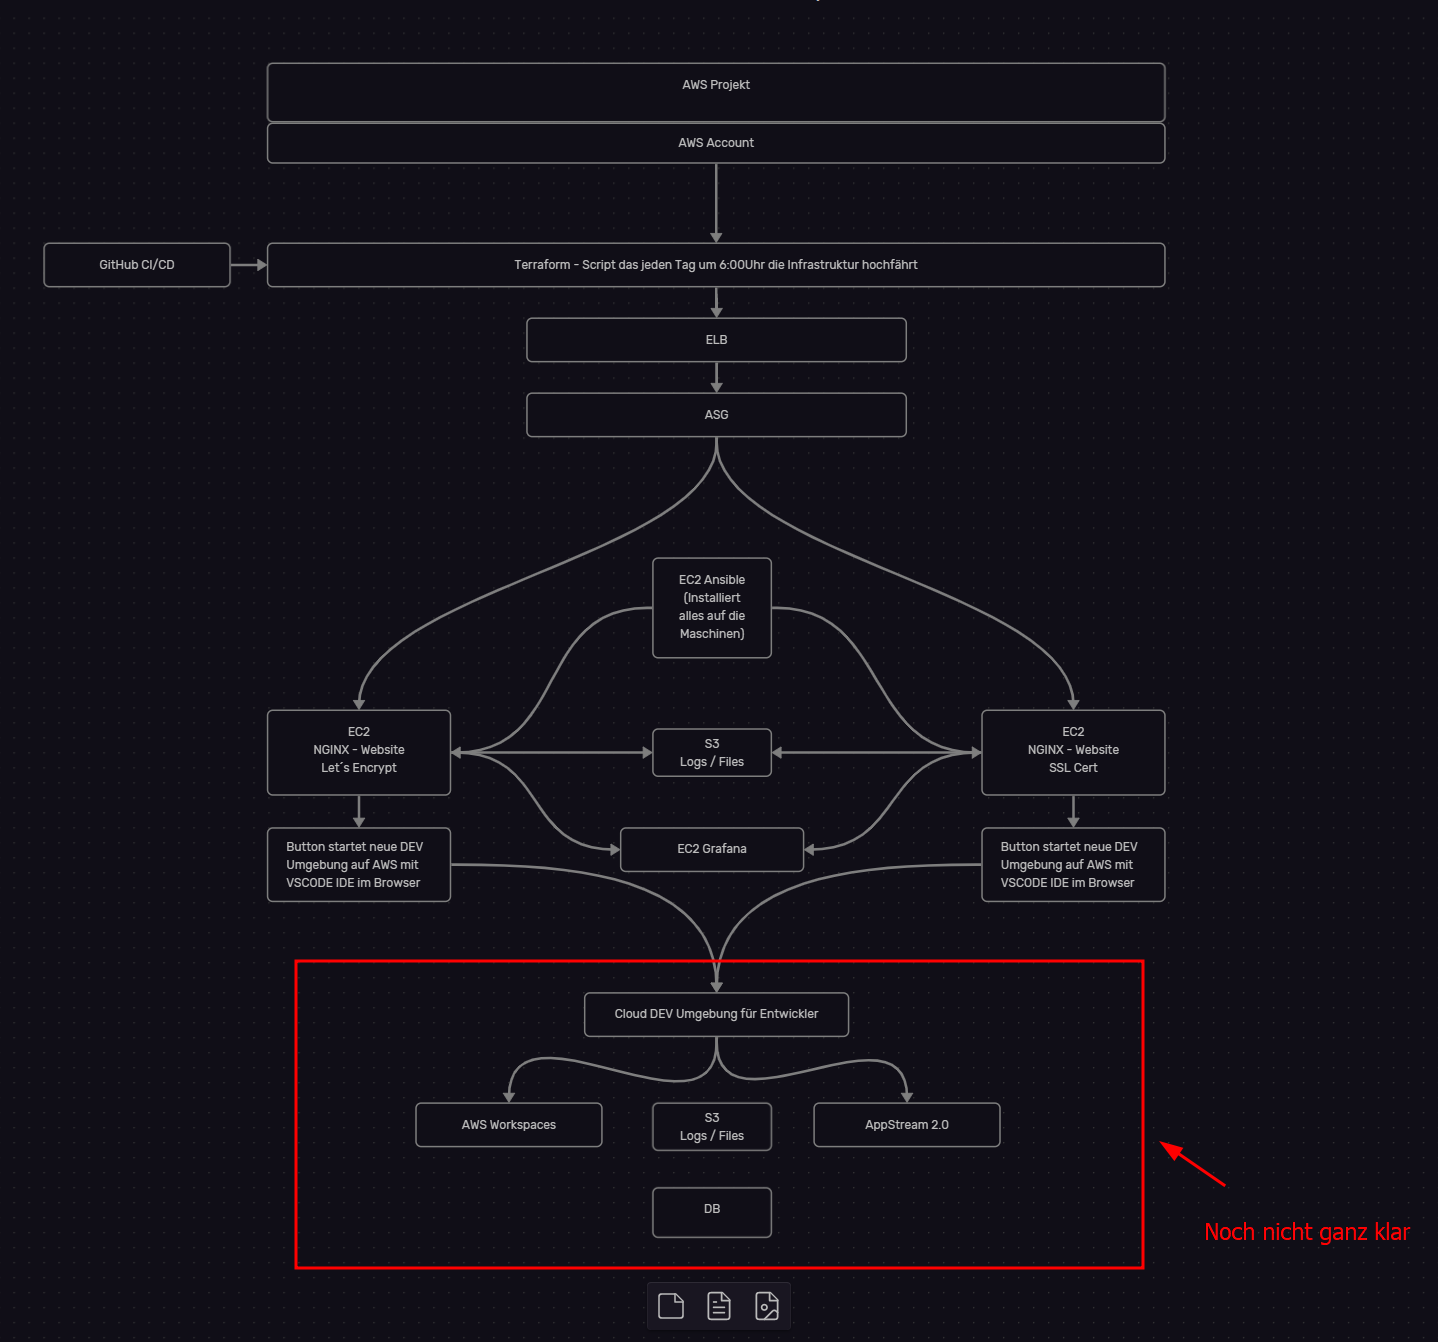 AWS Projekt
AWS Account
GitHub CI/CD
Terraform - Script das jeden Tag um 6:00Uhr die Infrastruktur hochfährt
ELB
ASG
EC2 Ansible
(Installiert
alles auf die
Maschinen)
EC2
NGINX - Website
Let´s Encrypt
S3
Logs / Files
EC2
NGINX - Website
SSL Cert
Button startet neue DEV
Umgebung auf AWS mit
VSCODE IDE im Browser
EC2 Grafana
Button startet neue DEV
Umgebung auf AWS mit
VSCODE IDE im Browser
Cloud DEV Umgebung für Entwickler
AWS Workspaces
S3
Logs / Files
AppStream 2.0
DB
Noch nicht ganz klar